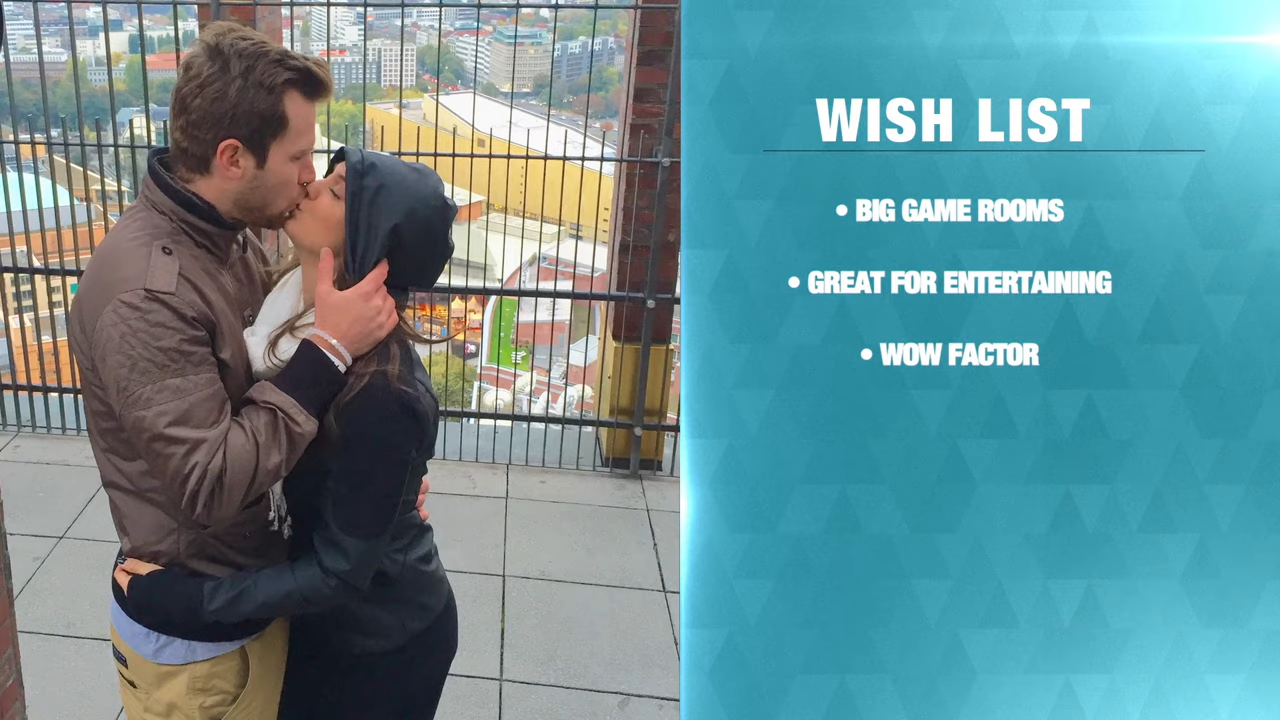 WISH LIST
• BIG GAME ROOMS
• GREAT FOR ENTERTAINING
• WOW FACTOR